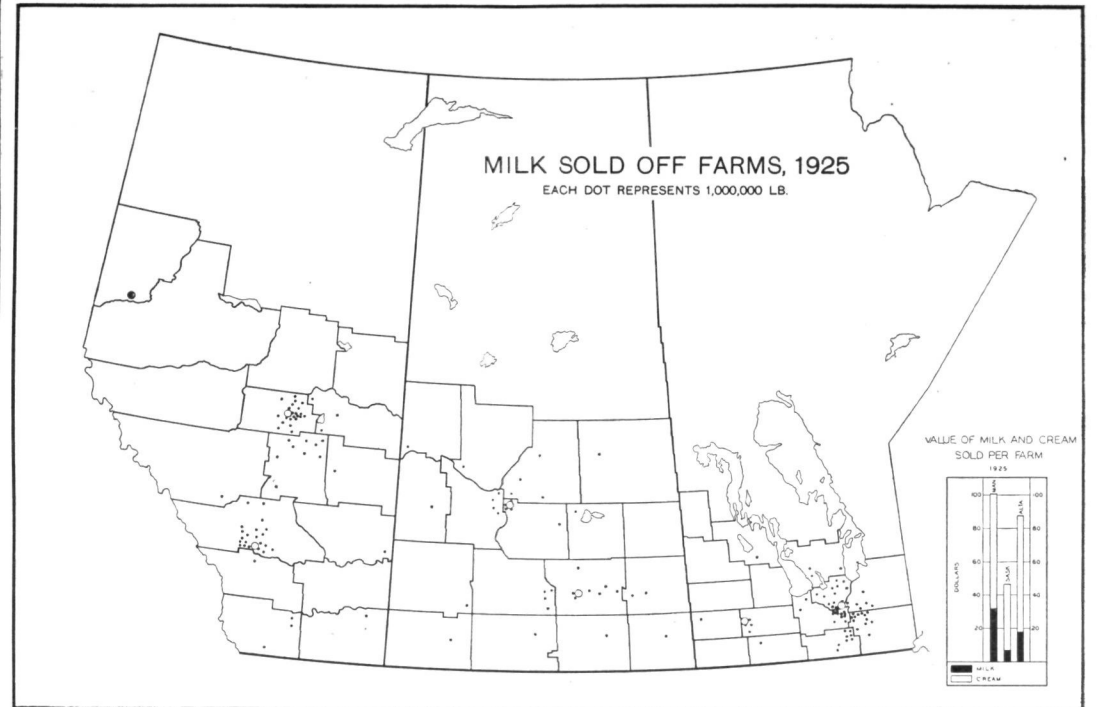 MILK SOLD OFF FARMS, 1925
EACH DOT REPRESENTS 1,000,000 LB.
VALUE OF MILK AND CREAM
SOLD PER FARM
1925
DOLLARS
100
80
60
40
20
MAN.
SASK.
ALTA.
100
80
60
40
20
MILK
CREAM